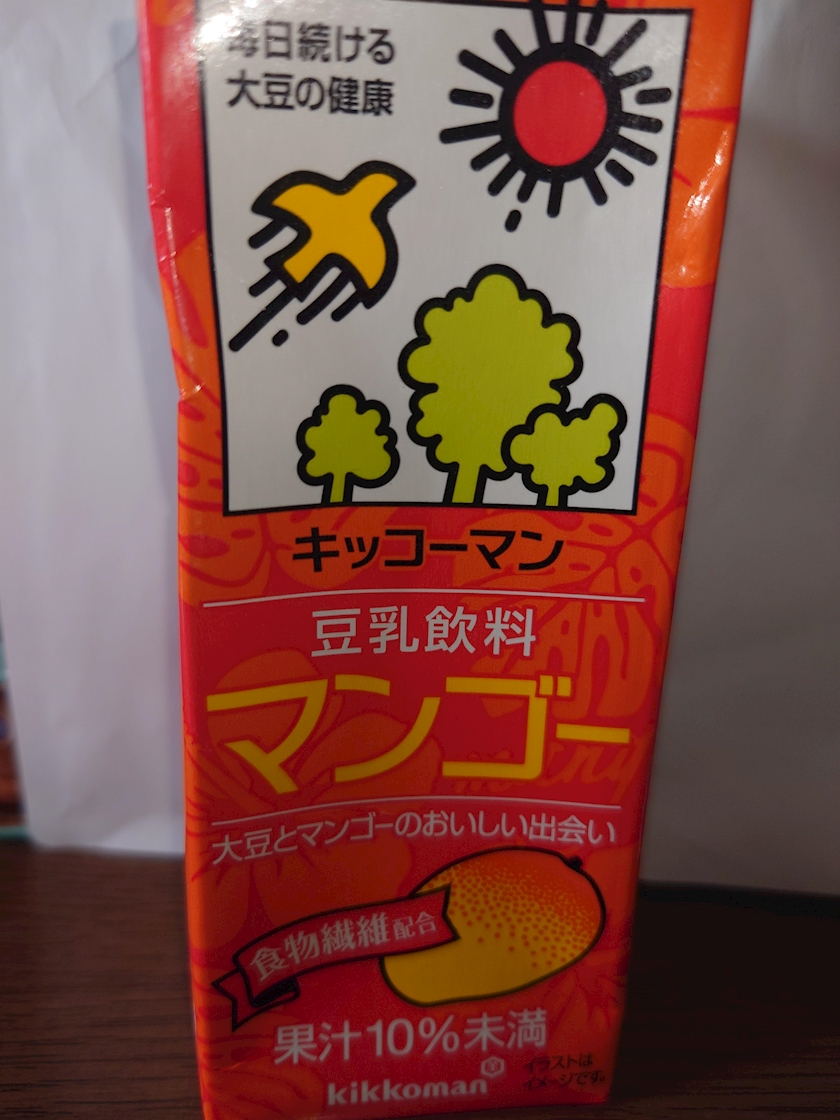 毎日続ける
大豆の健康
キッコーマン
豆乳飲料
マンゴー
大豆とマンゴーのおいしい出会い
食物繊維配合
果汁10%未満
イラストは
イメージです。
kikkoman